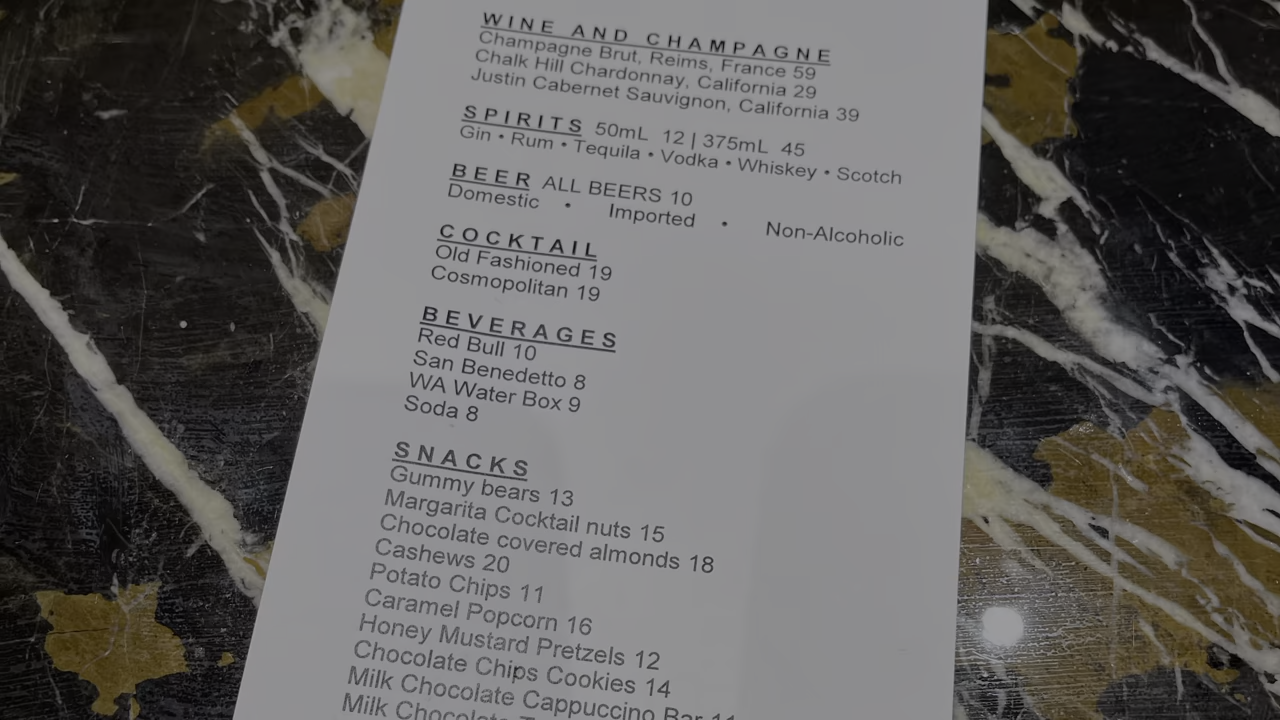 WINE AND CHAMPAGNE
Champagne Brut, Reims, France 59
Chalk Hill Chardonnay, California 29
Justin Cabernet Sauvignon, California 39
SPIRITS 50mL 12 | 375mL 45
Gin • Rum • Tequila • Vodka • Whiskey • Scotch
BEER ALL BEERS 10
Domestic • Imported • Non-Alcoholic
COCKTAIL
Old Fashioned 19
Cosmopolitan 19
BEVERAGES
Red Bull 10
San Benedetto 8
WA Water Box 9
Soda 8
SNACKS
Gummy bears 13
Margarita Cocktail nuts 15
Chocolate covered almonds 18
Cashews 20
Potato Chips 11
Caramel Popcorn 16
Honey Mustard Pretzels 12
Chocolate Chips Cookies 14
Milk Chocolate Cappuccino Bar
Milk Chocolate